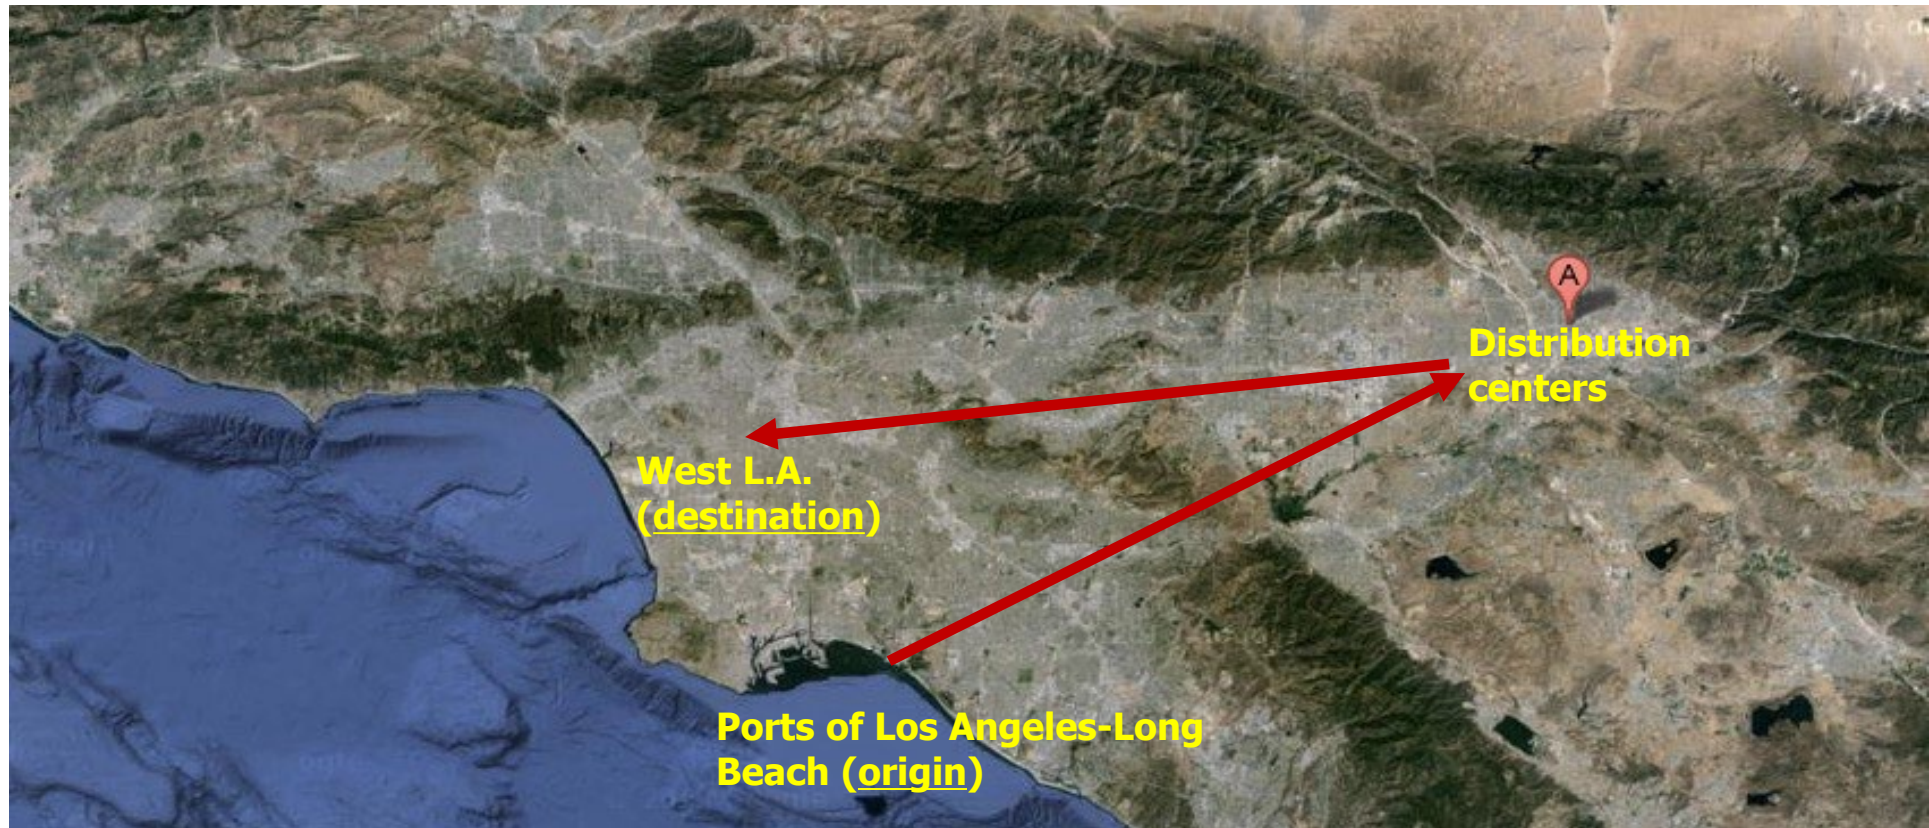 A
Distribution
centers
West L.A.
(destination)
Ports of Los Angeles-Long
Beach (origin)